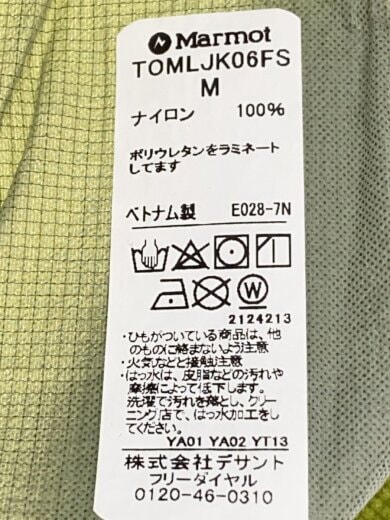 Marmot
TOMLJK06FS
M
ナイロン 100%
ポリウレタンをラミネート
してます
ベトナム製 E028-7N
W
2124213
・ひもがついている商品は、他
のものに絡まないよう注意
・火気などと接触注意
・はっ水は、皮脂などの汚れや
摩擦によって低下します。
洗濯で汚れを落とし、クリー
ニング店で、はっ水加工をし
てください。
YA01 YA02 YT13
株式会社デサント
フリーダイヤル
0120-46-0310